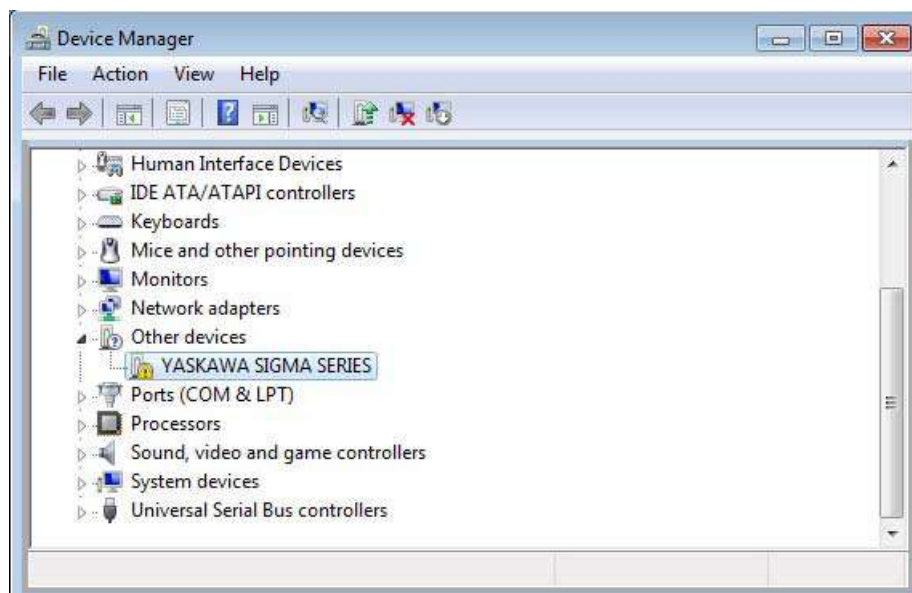 Device Manager
File Action View Help
Human Interface Devices
IDE ATA/ATAPI controllers
Keyboards
Mice and other pointing devices
Monitors
Network adapters
Other devices
YASKAWA SIGMA SERIES
Ports (COM & LPT)
Processors
Sound, video and game controllers
System devices
Universal Serial Bus controllers